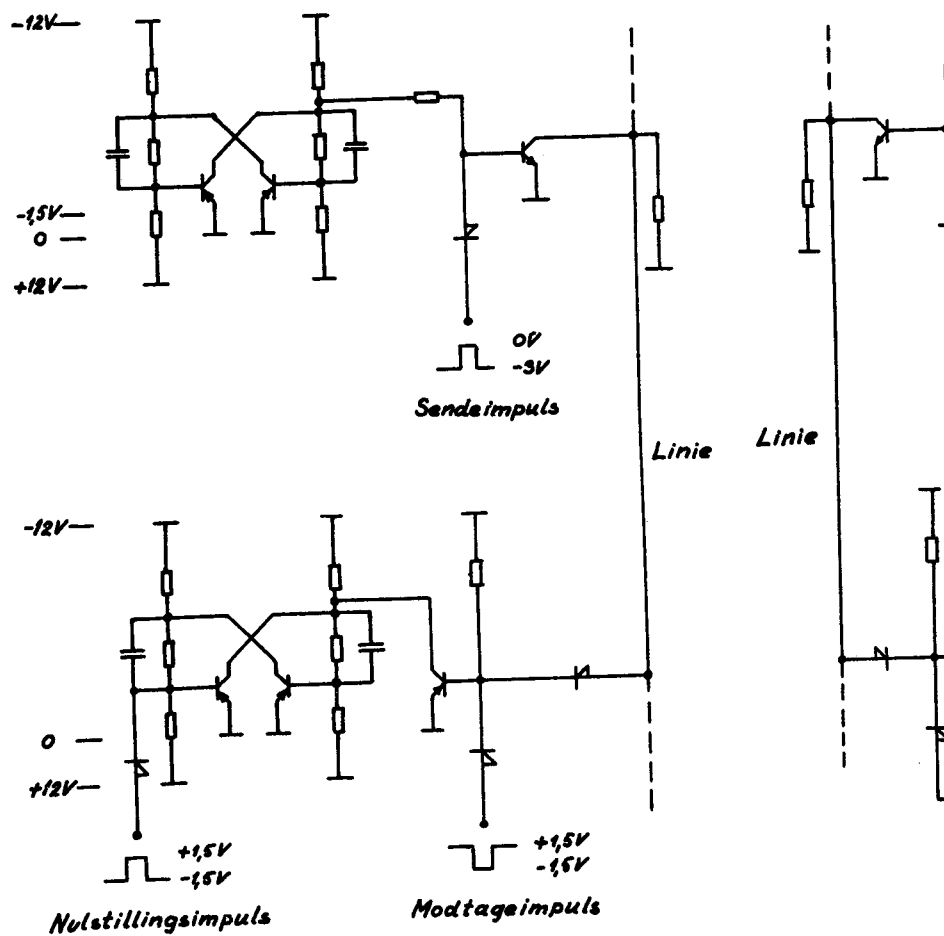 -12V
-1,5V
0
+12V
0V
-3V
Sendeimpuls
Linie
Linie
-12V
0
+12V
+1,5V
-1,5V
Nulstillingsimpuls
+1,5V
-1,5V
Modtageimpuls